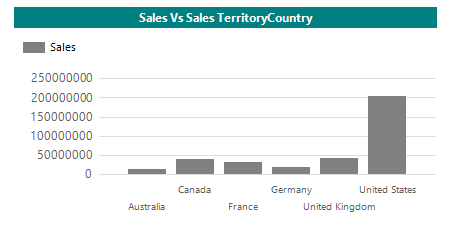 Sales Vs Sales TerritoryCountry
Sales
250000000
200000000
150000000
100000000
50000000
0
Canada Germany United States
Australia France United Kingdom